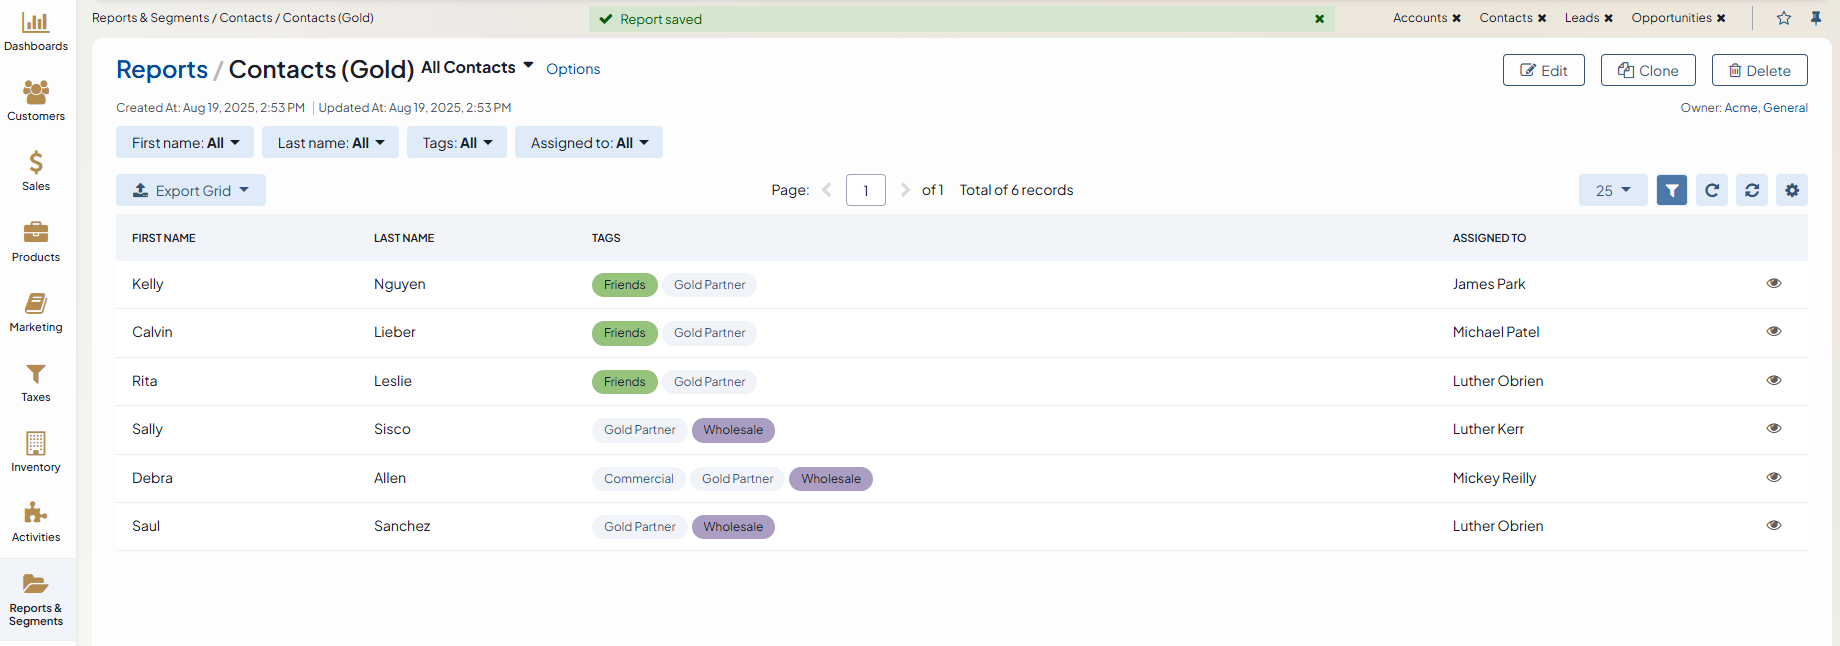 Dashboards
Customers
Sales
Products
Marketing
Taxes
Inventory
Activities
Reports &
Segments
Reports & Segments / Contacts / Contacts (Gold)
Report saved
Accounts Contacts Leads Opportunities
Reports / Contacts (Gold) All Contacts Options
Edit Clone Delete
Created At: Aug 19, 2025, 2:53 PM | Updated At: Aug 19, 2025, 2:53 PM
Owner: Acme, General
First name: All Last name: All Tags: All Assigned to: All
Export Grid Page: 1 of 1 Total of 6 records 25
FIRST NAME LAST NAME TAGS ASSIGNED TO
Kelly Nguyen Friends Gold Partner James Park
Calvin Lieber Friends Gold Partner Michael Patel
Rita Leslie Friends Gold Partner Luther Obrien
Sally Sisco Gold Partner Wholesale Luther Kerr
Debra Allen Commercial Gold Partner Wholesale Mickey Reilly
Saul Sanchez Gold Partner Wholesale Luther Obrien